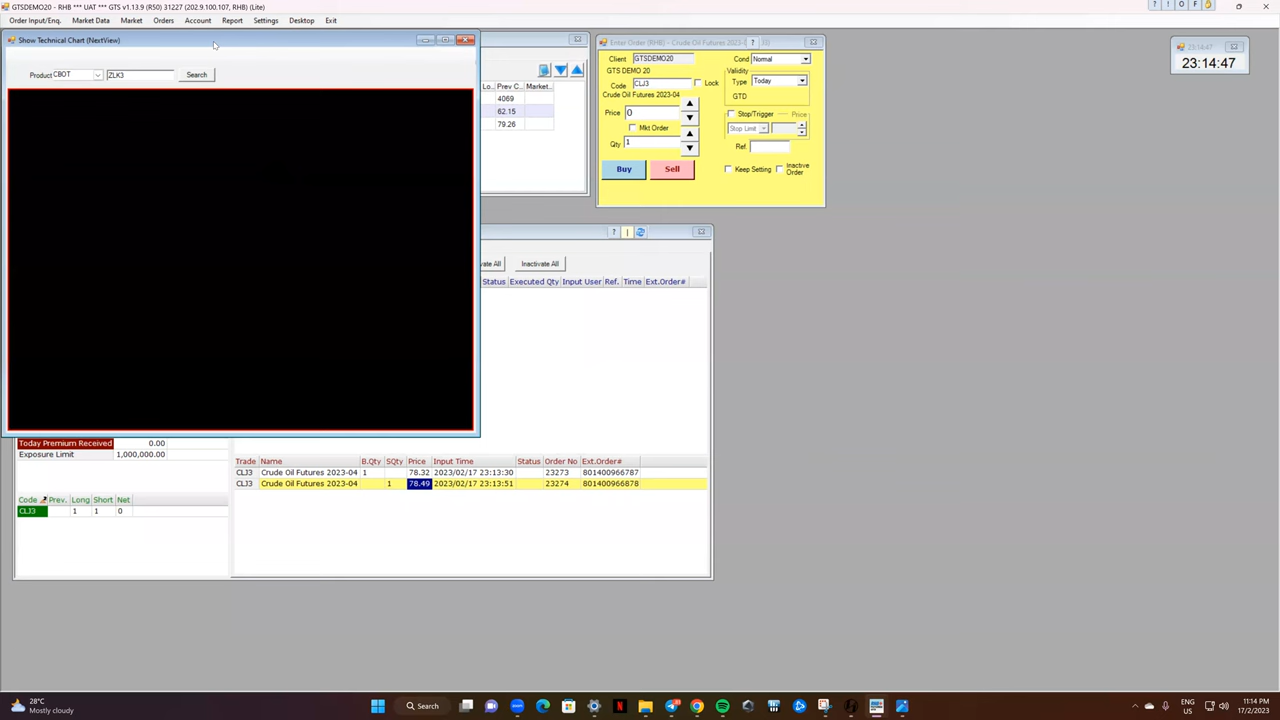 GTSDEMO20 - RHB *** UAT *** GTS v1.13.9 (RS0) 31227 (202.9.100.107, RHB) (Lite)
? ! O F
Order Input/Enq. Market Data Market Orders Account Report Settings Desktop Exit
Show Technical Chart (NextView)
Product CBOT ZLK3 Search
Lo... Prev C... Market...
4069
62.15
79.26
Enter Order (RHB) - Crude Oil Futures 2023-
Client GTSDEMO20 Cond Normal
GTS DEMO 20 Validity
Code CLJ3 Lock Type Today
Crude Oil Futures 2023-04 GTD
Price 0 Stop/Trigger Price
Mkt Order Stop Limit
Qty 1 Ref.
Buy Sell Keep Setting Inactive Order
23:14:47
23:14:47
? |
vate All Inactivate All
Status Executed Qty Input User Ref. Time Ext.Order#
Today Premium Received 0.00
Exposure Limit 1,000,000.00
Trade Name B.Qty SQty Price Input Time Status Order No Ext.Order#
CLJ3 Crude Oil Futures 2023-04 1 78.32 2023/02/17 23:13:30 23273 801400966787
CLJ3 Crude Oil Futures 2023-04 1 78.49 2023/02/17 23:13:51 23274 801400966878
Code Prev. Long Short Net
CLJ3 1 1 0
28°C
Mostly cloudy
Search
ENG
US
11:14 PM
17/2/2023